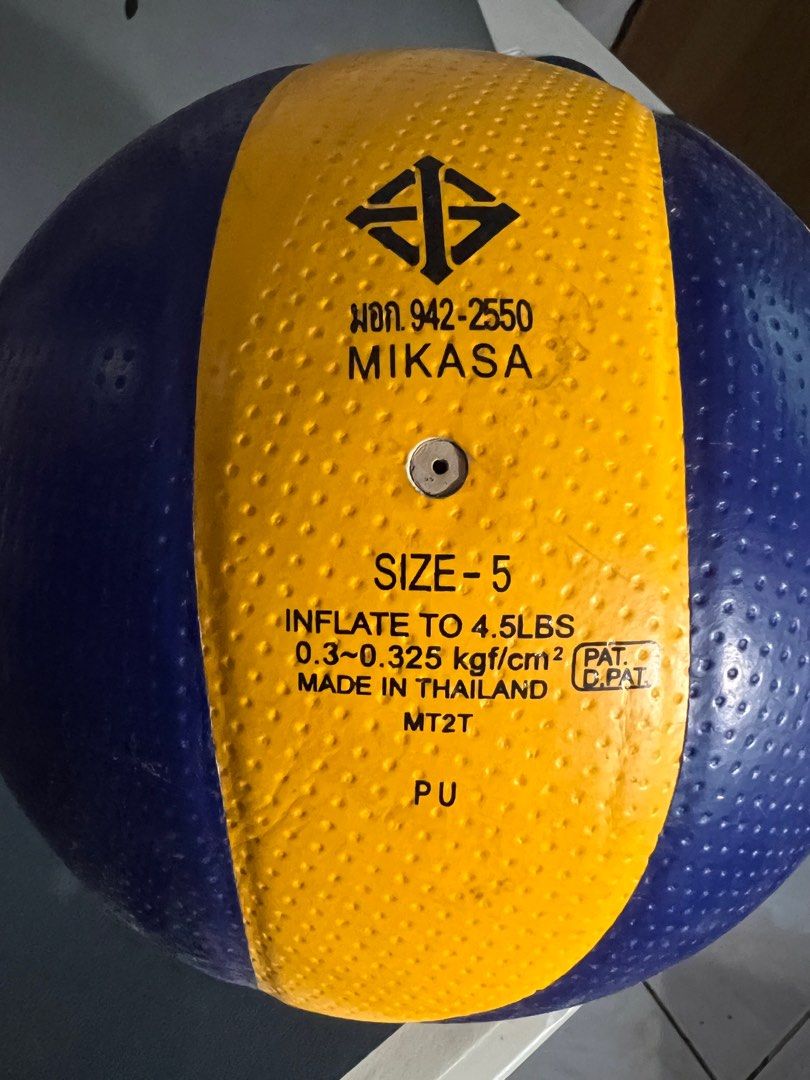 มอก. 942-2550
MIKASA
SIZE-5
INFLATE TO 4.5LBS
0.3~0.325 kgf/cm²
PAT.
D.PAT.
MADE IN THAILAND
MT2T
PU